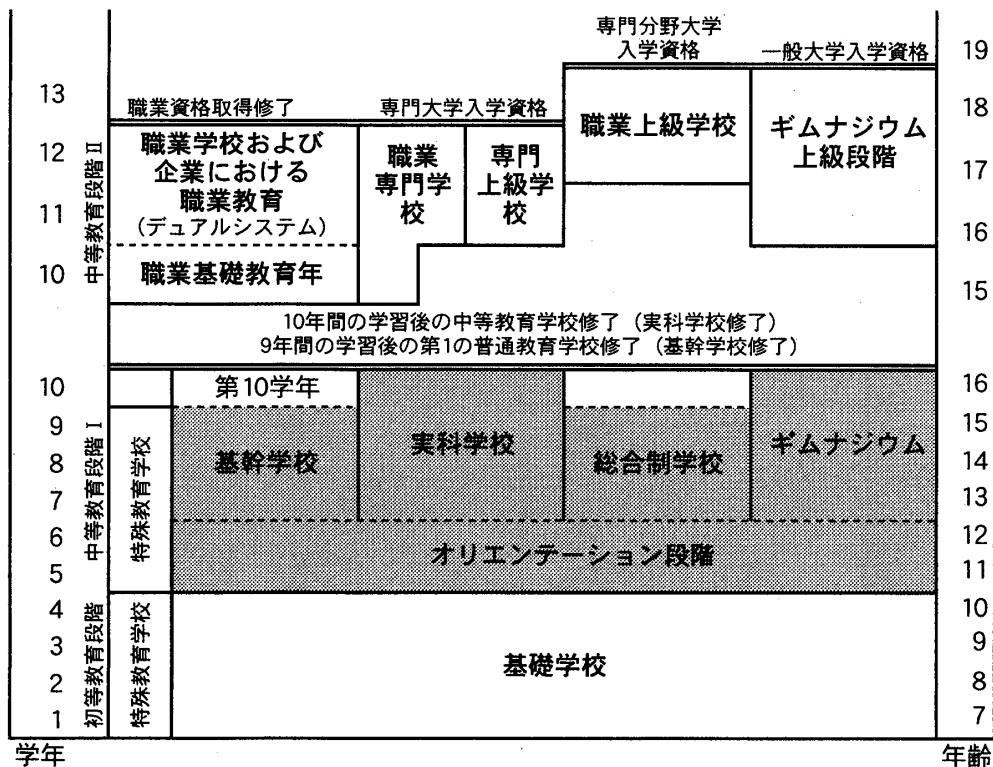 専門分野大学
入学資格
一般大学入学資格
19
13
職業資格取得修了
専門大学入学資格
18
職業上級学校
ギムナジウム
上級段階
12
職業学校および
企業における
職業教育
(デュアルシステム)
職業
専門学
校
専門
上級学
校
17
11
16
中等教育段階Ⅱ
10
職業基礎教育年
15
10年間の学習後の中等教育学校修了(実科学校修了)
9年間の学習後の第1の普通教育学校修了(基幹学校修了)
10
第10学年
16
9
15
実科学校
ギムナジウム
8
基幹学校
総合制学校
14
7
13
中等教育段階Ⅰ
特殊教育学校
6
12
オリエンテーション段階
5
11
4
10
3
9
基礎学校
2
8
1
7
初等教育段階
特殊教育学校
学年
年齢